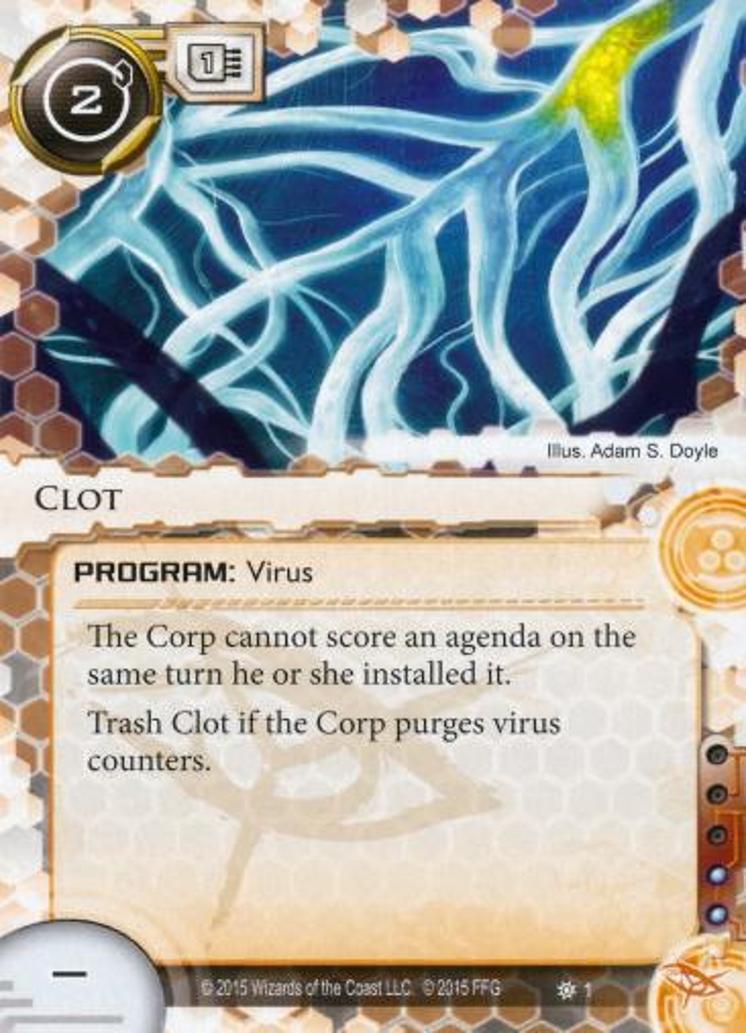 2
1
Illus. Adam S. Doyle
CLOT
PROGRAM: Virus
The Corp cannot score an agenda on the
same turn he or she installed it.
Trash Clot if the Corp purges virus
counters.
–
© 2015 Wizards of the Coast LLC. © 2015 FFG
1